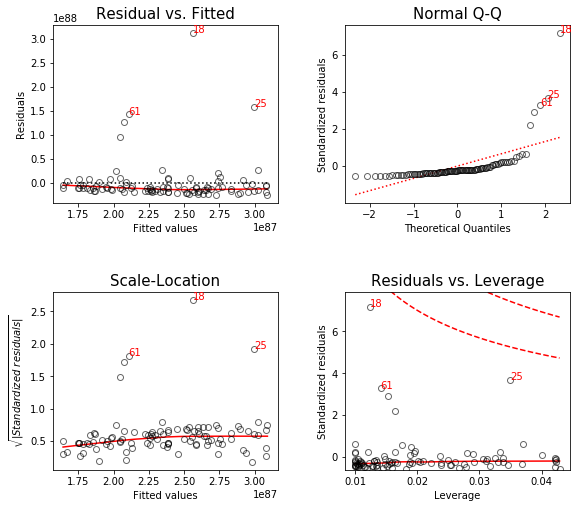 Residual vs. Fitted
1e88
3.0
2.5
2.0
1.5
1.0
0.5
0.0
Residuals
18
25
61
1.75 2.00 2.25 2.50 2.75 3.00
Fitted values
1e87
Normal Q-Q
6
4
2
0
Standardized residuals
18
25
61
−2 −1 0 1 2
Theoretical Quantiles
Scale-Location
2.5
2.0
1.5
1.0
0.5
√|Standardized residuals|
18
25
61
1.75 2.00 2.25 2.50 2.75 3.00
Fitted values
1e87
Residuals vs. Leverage
6
4
2
0
Standardized residuals
18
25
61
0.01 0.02 0.03 0.04
Leverage